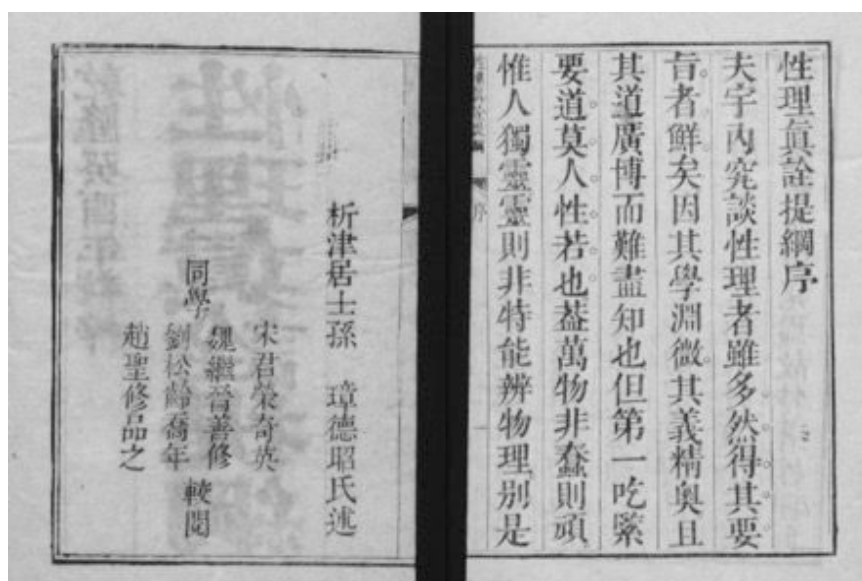 性理眞詮提綱序
夫宇內究談性理者雖多然得其要
旨者鮮矣因其學淵微其義精奧且
其道廣博而難盡知也但第一吃緊
要道莫人性若也蓋萬物非蠢則頑
惟人獨靈靈則非特能辨物理別是
序
析津居士孫 璋德昭氏述
同學
宋君榮奇英
魏繼晉善修
劉松齡喬年
趙聖修品之
較閱